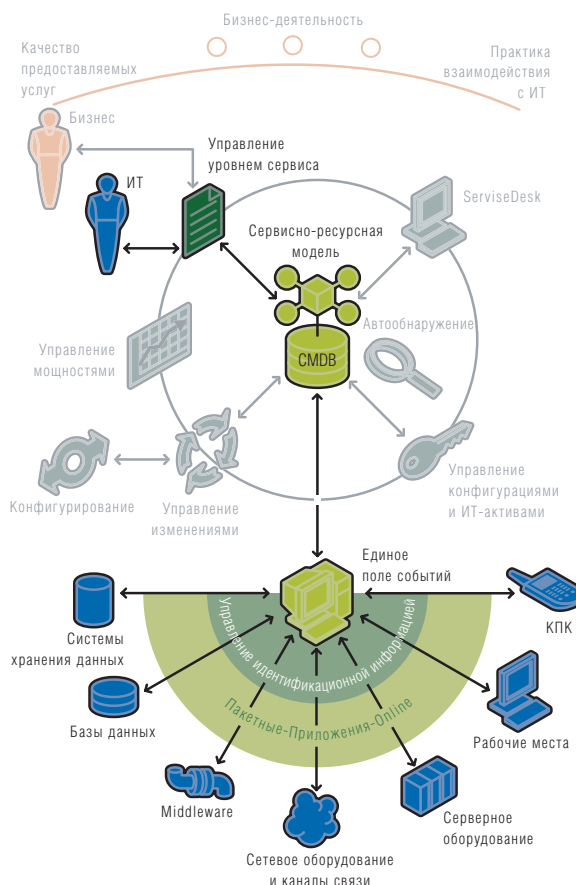 Бизнес-деятельность
Качество
предоставляемых
услуг
Практика
взаимодействия
с ИТ
Бизнес
Управление
уровнем сервиса
ИТ
ServiseDesk
Сервисно-ресурсная
модель
Автообнаружение
Управление
мощностями
CMDB
Конфигурирование
Управление
изменениями
Управление
конфигурациями
и ИТ-активами
Единое
поле событий
Системы
хранения данных
КПК
Управление идентификационной информацией
Пакетные-Приложения-Online
Базы данных
Рабочие места
Middleware
Серверное
оборудование
Сетевое оборудование
и каналы связи